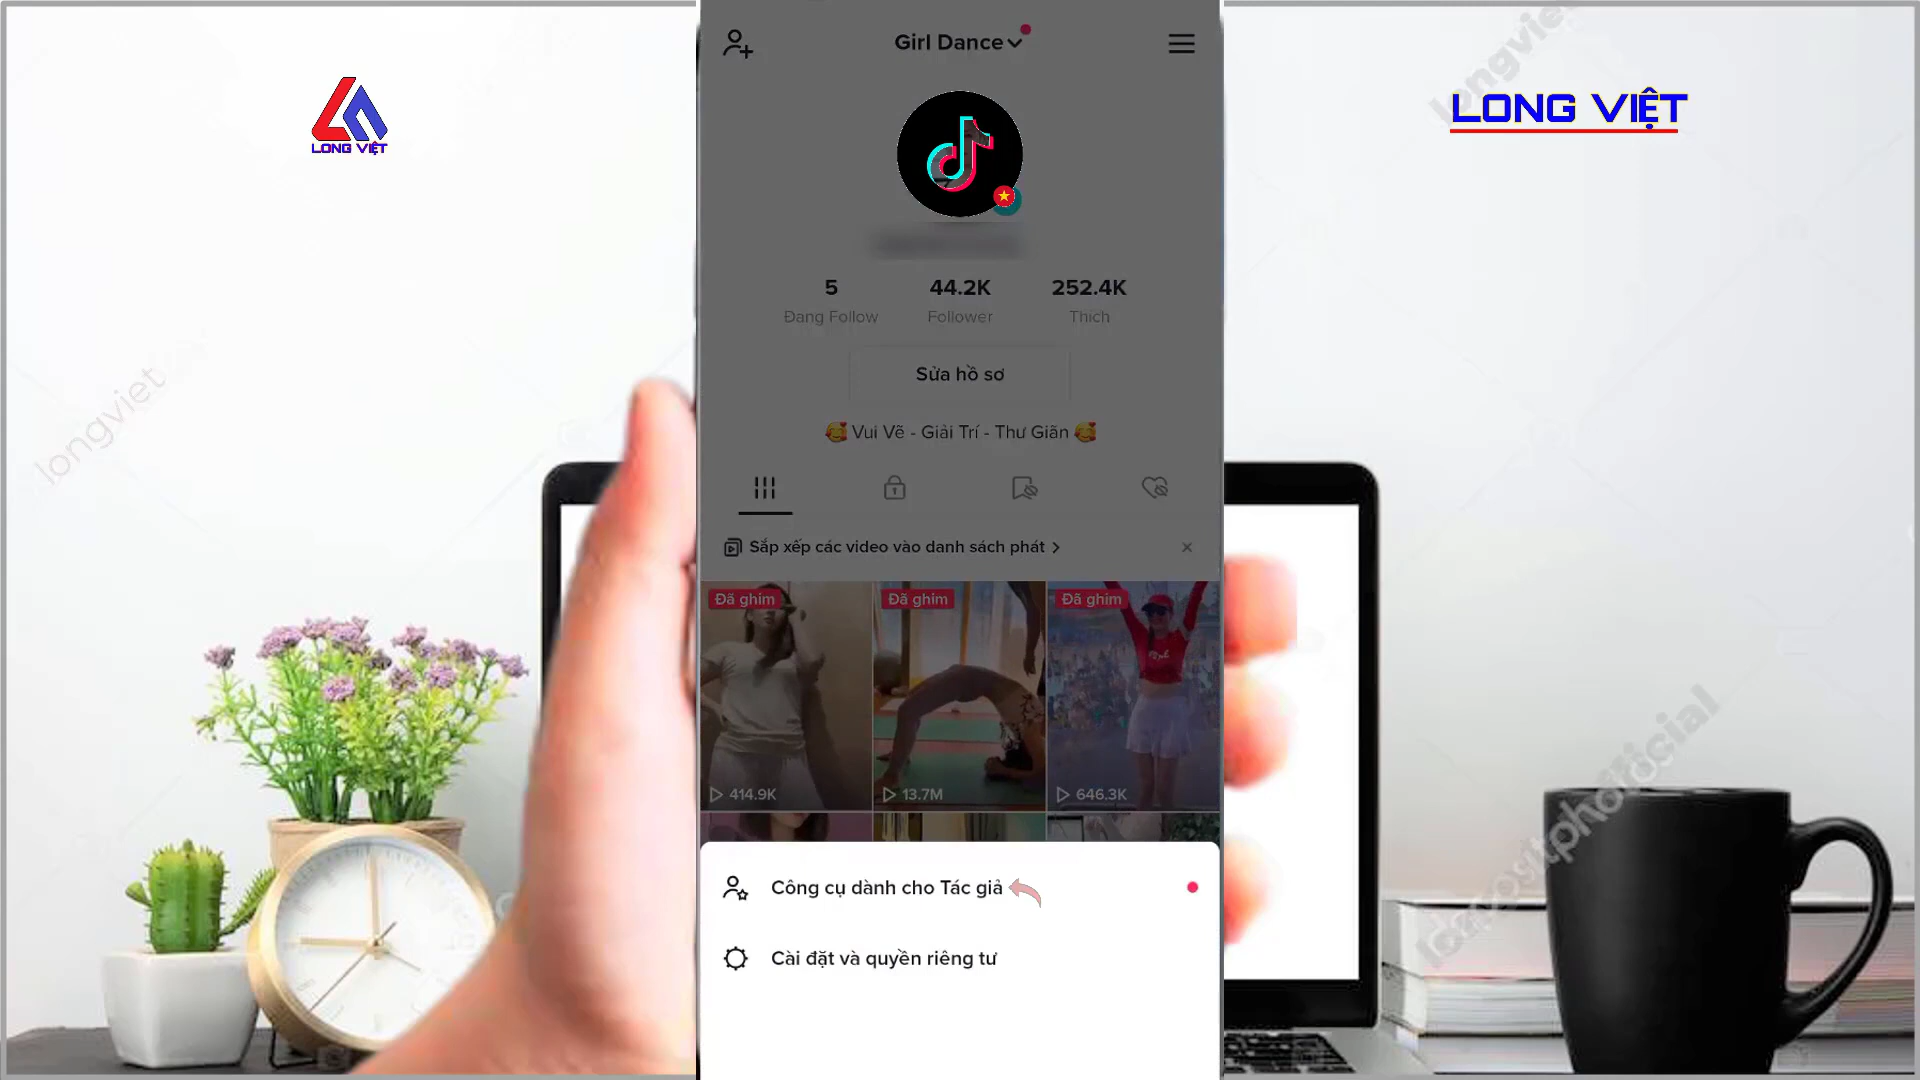 Girl Dance
LONG VIỆT
LONG VIỆT
5
44.2K
252.4K
Đang Follow
Follower
Thích
Sửa hồ sơ
🥰 Vui Vẽ - Giải Trí - Thư Giãn 🥰
Sắp xếp các video vào danh sách phát
Đã ghim
Đã ghim
Đã ghim
414.9K
13.7M
646.3K
Công cụ dành cho Tác giả
Cài đặt và quyền riêng tư
longviet
longviet